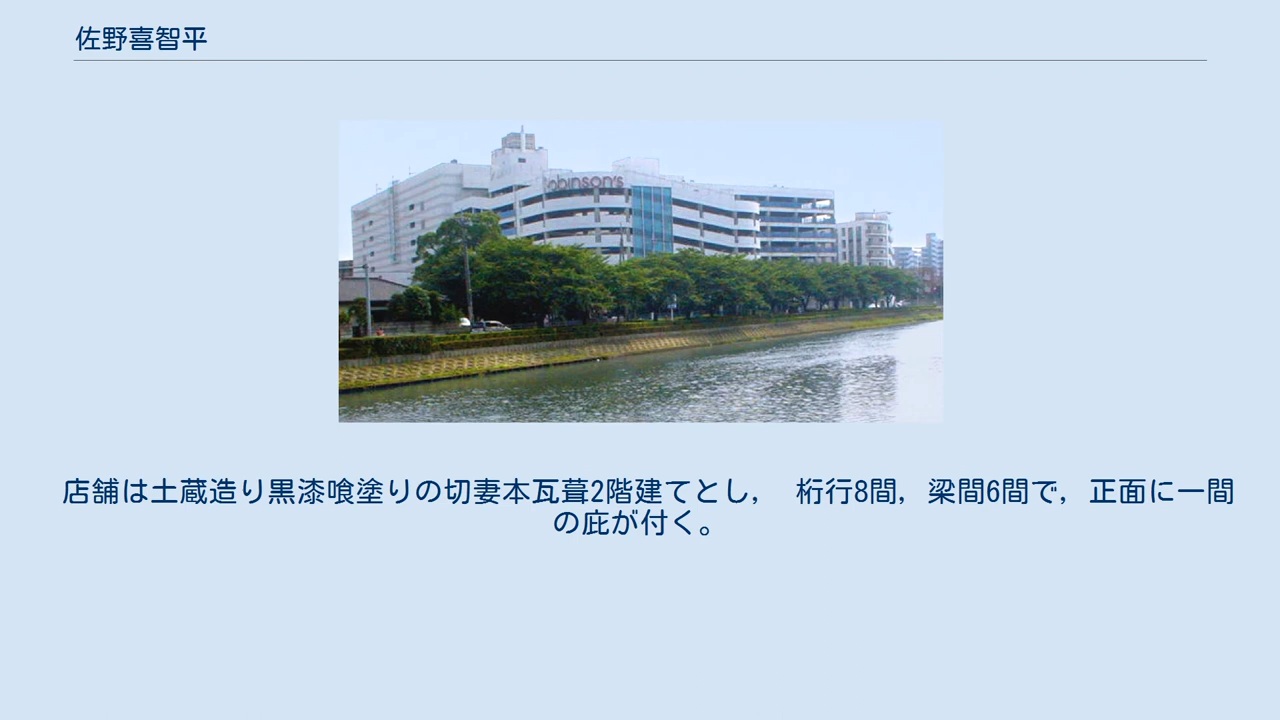 佐野喜智平
obinson's
店舗は土蔵造り黒漆喰塗りの切妻本瓦葺2階建てとし,　桁行8間, 梁間6間で, 正面に一間
の庇が付く。